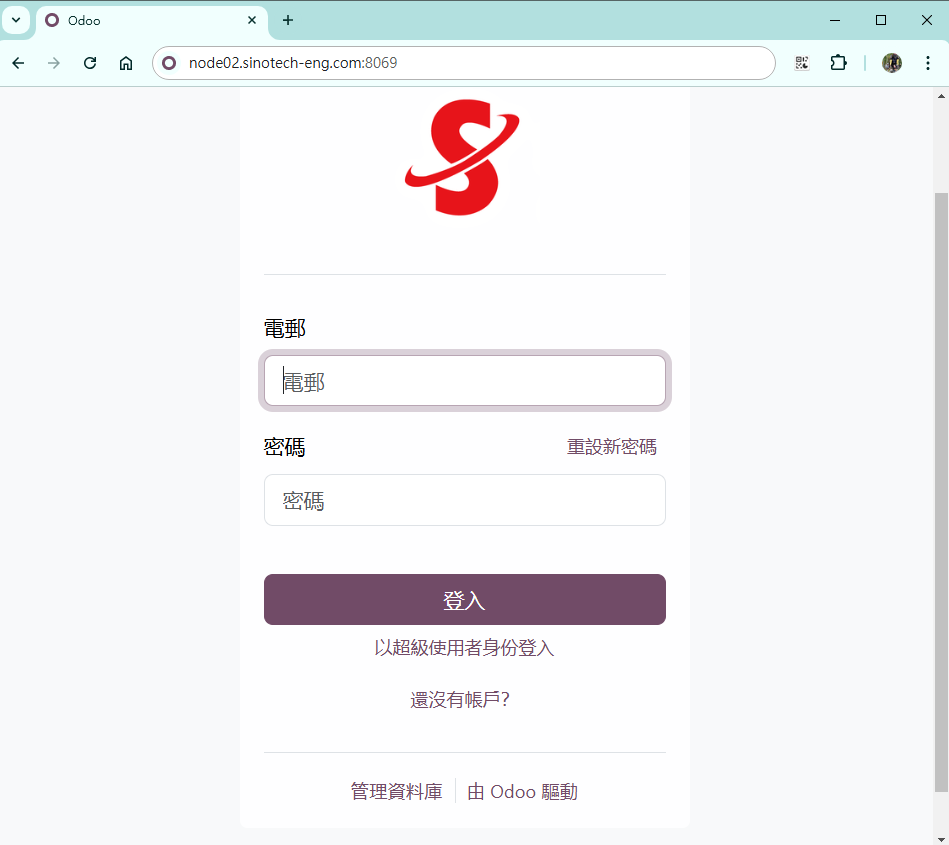 Odoo
node02.sinotech-eng.com:8069
S
電郵
電郵
密碼 重設新密碼
密碼
登入
以超級使用者身份登入
還沒有帳戶?
管理資料庫 由 Odoo 驅動